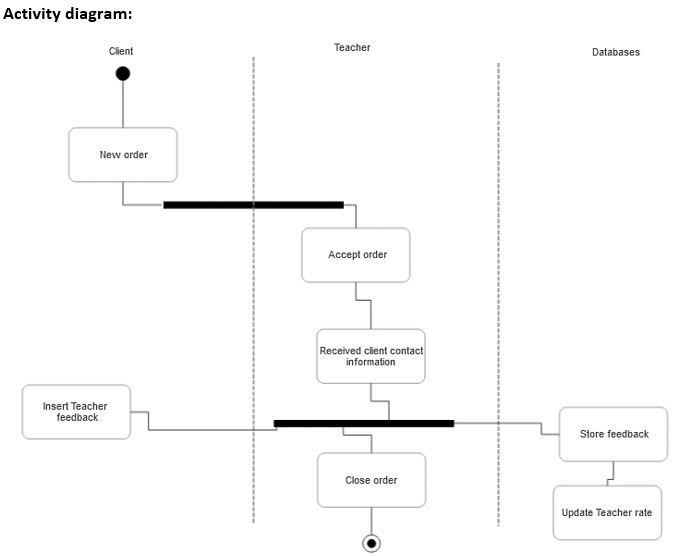 Activity diagram:
Client
Teacher
Databases
New order
Accept order
Received client contact
information
Insert Teacher
feedback
Store feedback
Close order
Update Teacher rate